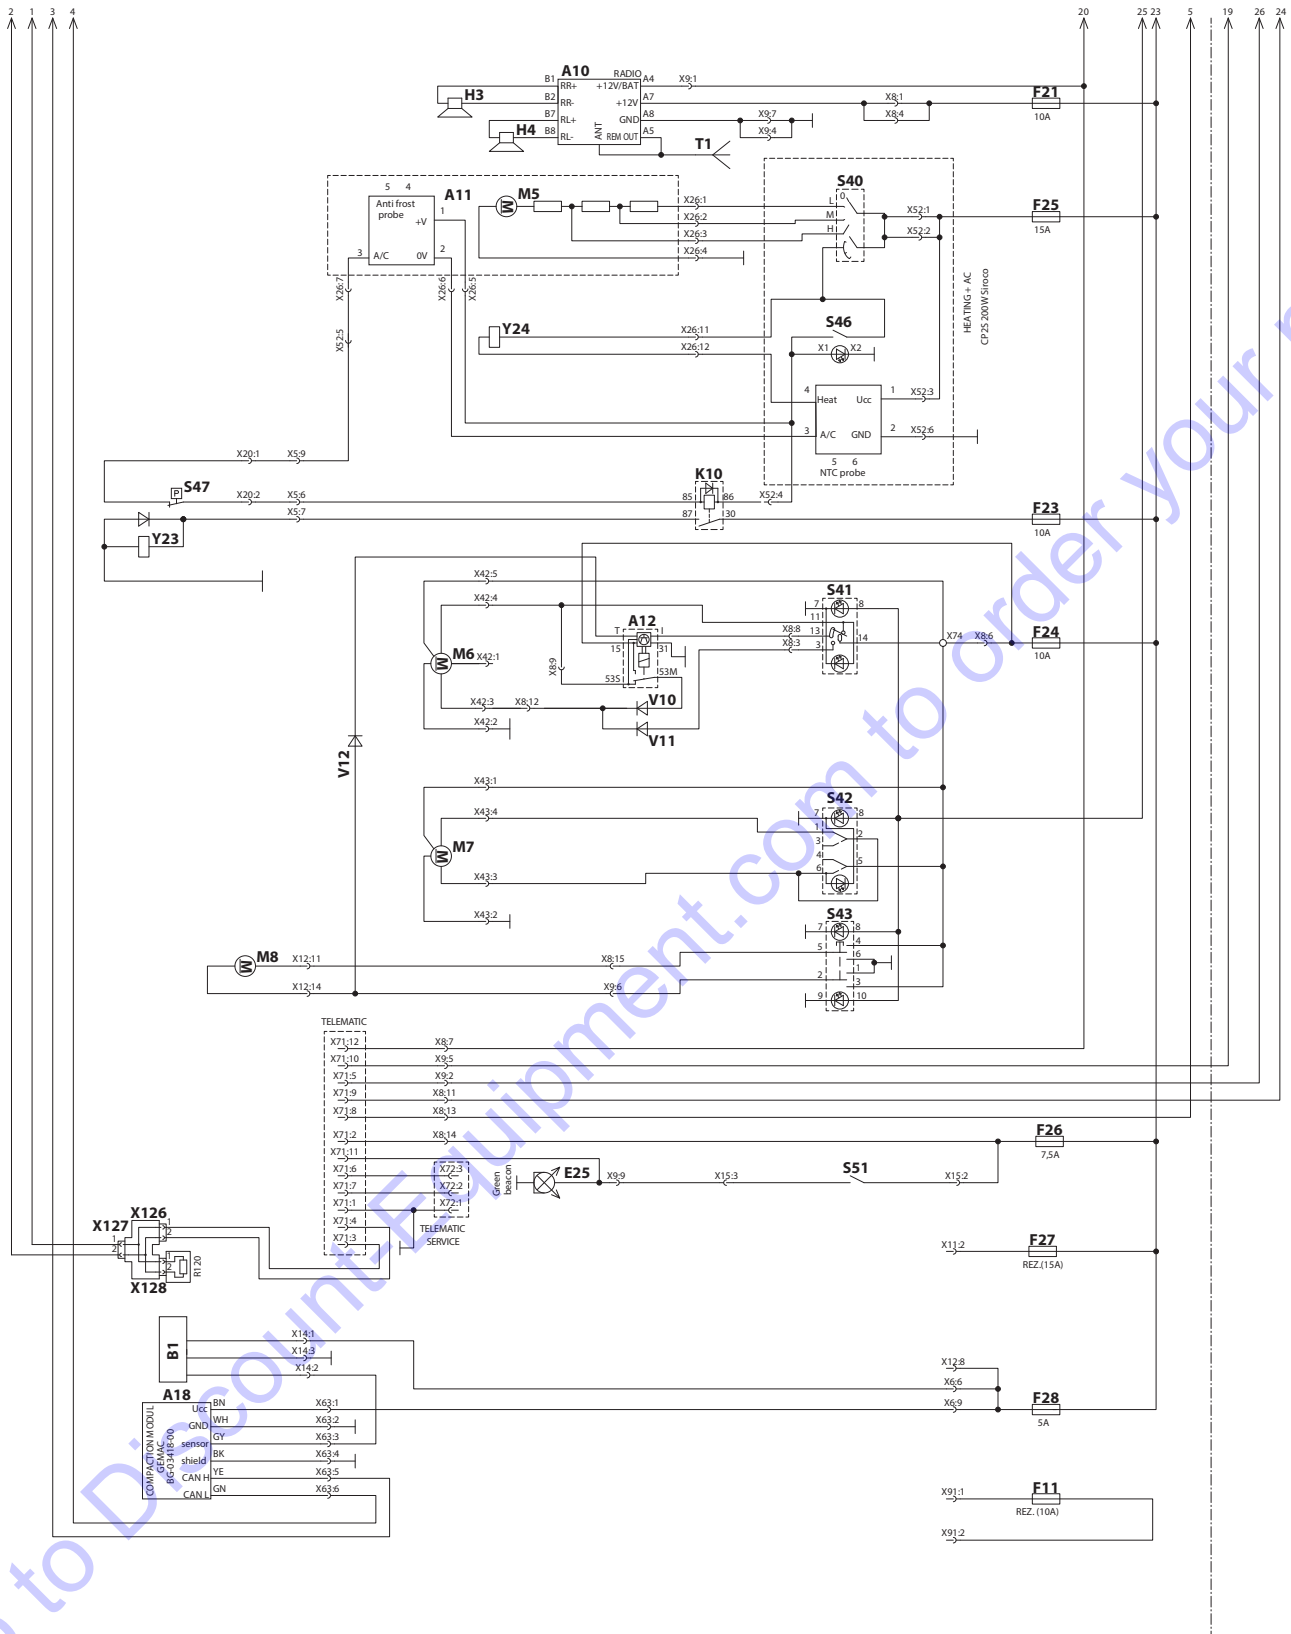 2 1 3 4 20 25 23 5 19 26 24
A10 RADIO
B1 RR+ +12V/BAT A4 X9:1
H3 B2 RR- +12V A7 X8:1 F21
B7 RL+ GND A8 X9:7 X8:4 10A
H4 B8 RL- ANT REM OUT A5 X9:4
T1
5 4 A11 M5 S40
Anti frost
probe
1 +V
3 A/C 0V 2
X26:1 L 0
X26:2 M
X26:3 H
X26:4
X52:1 F25
X52:2 15A
X26:7 X26:6 X26:5
X52:5
HEATING + AC
CP2S 200W Siroco
Y24 X26:11 S46
X26:12 X1 X2
4 Heat Ucc 1 X52:3
3 A/C GND 2 X52:6
5 6
NTC probe
X20:1 X5:9
P S47 K10
X20:2 X5:6 85 86 X52:4
X5:7 87 30 F23
Y23 10A
X42:5
X42:4 S41
7 8
11
A12 T I X8:8 13 14 X74 X8:6 F24
15 31 X8:3 3 10A
M M6 X42:1 X8:9
53S 53M
X42:3 X8:12 V10
X42:2 V11
V12
X43:1
X43:4 S42
7 8
1 2
3
4 5
6
M M7
X43:3
X43:2
S43
7 8
5 4
6
1
2 3
9 10
M M8 X12:11 X8:15
X12:14 X9:6
TELEMATIC
X71:12 X8:7
X71:10 X9:5
X71:5 X9:2
X71:9 X8:11
X71:8 X8:13
X71:2 X8:14 F26
7,5A
X71:11
X71:6 X72:3 Green beacon E25 X9:9 X15:3 S51 X15:2
X71:7 X72:2
X71:1 X72:1
X71:4 TELEMATIC
X71:3 SERVICE
X127 X126 1 2
1 2
1 2 R120
X128
X11:2 F27
REZ.(15A)
B1 X14:1
X14:3
X14:2
X12:8
X6:6
X6:9 F28
5A
A18
COMPACTION MODUL
GEMAC
BG-03418-00
Ucc BN X63:1
GND WH X63:2
sensor GY X63:3
shield BK X63:4
CAN H YE X63:5
CAN L GN X63:6
X91:1 F11
REZ. (10A)
X91:2
to Discount-Equipment.com to order your